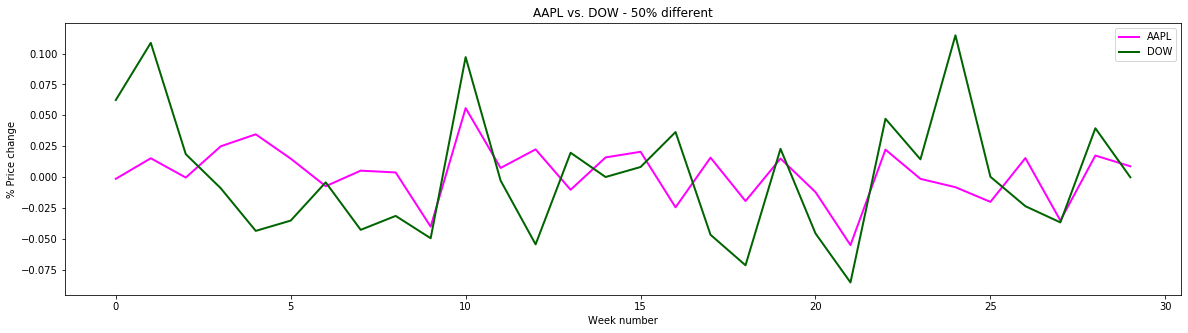 AAPL vs. DOW - 50% different
AAPL
DOW
% Price change
0.100
0.075
0.050
0.025
0.000
−0.025
−0.050
−0.075
0 5 10 15 20 25 30
Week number